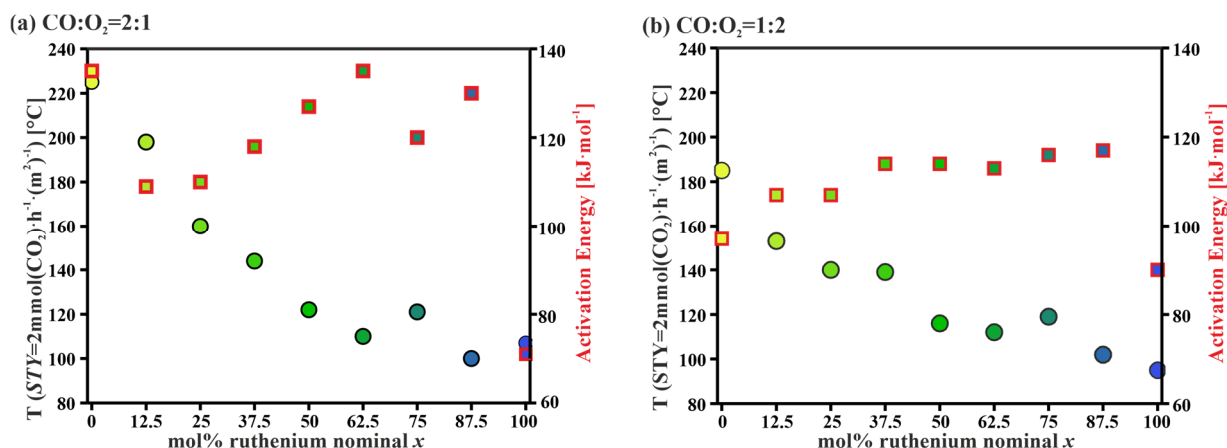 (a) CO:O₂=2:1
T (STY=2mmol(CO₂)·h⁻¹·(m²)⁻¹) [°C]
240
220
200
180
160
140
120
100
80
0 12.5 25 37.5 50 62.5 75 87.5 100
mol% ruthenium nominal x
140
120
100
80
60
Activation Energy [kJ·mol⁻¹]
(b) CO:O₂=1:2
T (STY=2mmol(CO₂)·h⁻¹·(m²)⁻¹) [°C]
240
220
200
180
160
140
120
100
80
0 12.5 25 37.5 50 62.5 75 87.5 100
mol% ruthenium nominal x
140
120
100
80
60
Activation Energy [kJ·mol⁻¹]